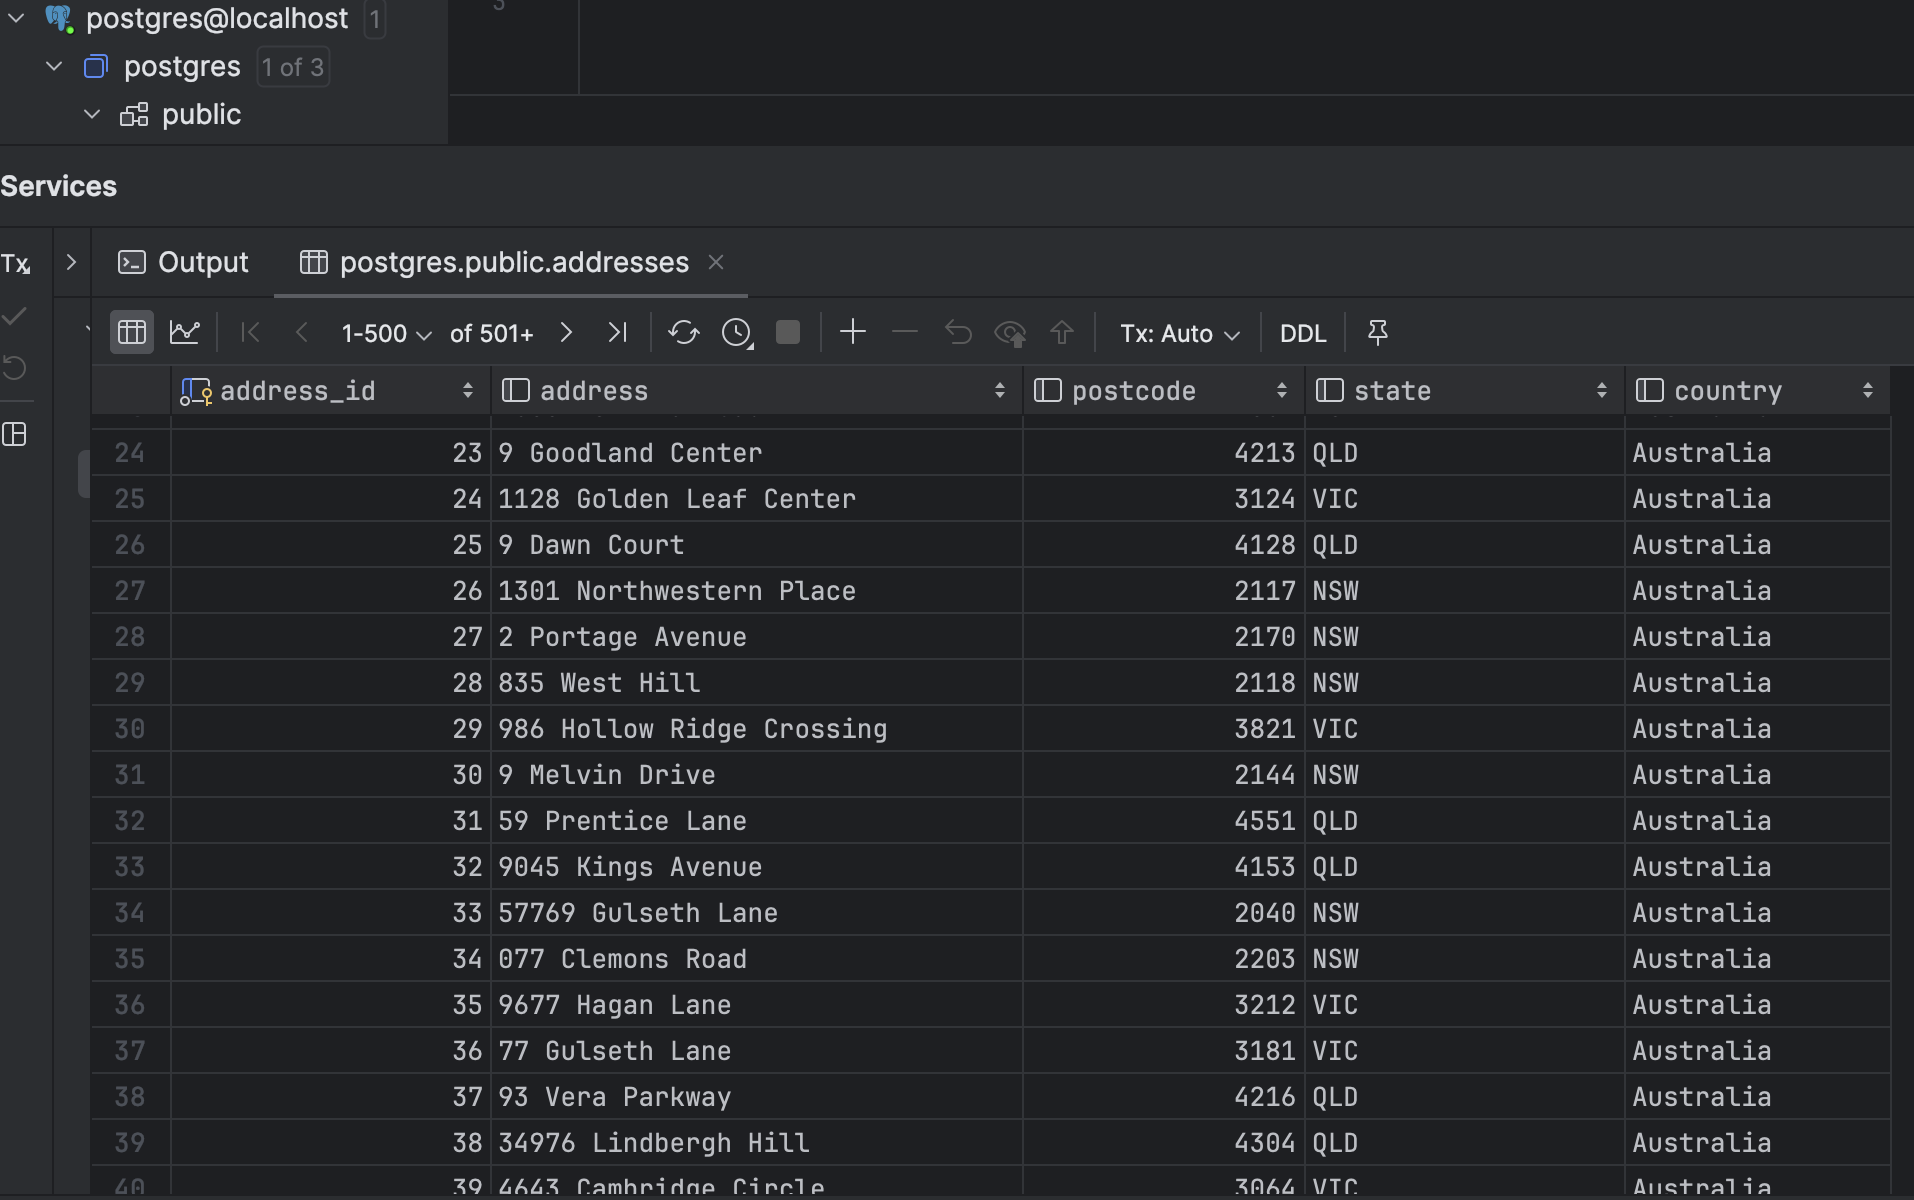 postgres@localhost 1
3
postgres 1 of 3
public
Services
Tx
Output
postgres.public.addresses
1-500 of 501+ Tx: Auto DDL
address_id address postcode state country
24 23 9 Goodland Center 4213 QLD Australia
25 24 1128 Golden Leaf Center 3124 VIC Australia
26 25 9 Dawn Court 4128 QLD Australia
27 26 1301 Northwestern Place 2117 NSW Australia
28 27 2 Portage Avenue 2170 NSW Australia
29 28 835 West Hill 2118 NSW Australia
30 29 986 Hollow Ridge Crossing 3821 VIC Australia
31 30 9 Melvin Drive 2144 NSW Australia
32 31 59 Prentice Lane 4551 QLD Australia
33 32 9045 Kings Avenue 4153 QLD Australia
34 33 57769 Gulseth Lane 2040 NSW Australia
35 34 077 Clemons Road 2203 NSW Australia
36 35 9677 Hagan Lane 3212 VIC Australia
37 36 77 Gulseth Lane 3181 VIC Australia
38 37 93 Vera Parkway 4216 QLD Australia
39 38 34976 Lindbergh Hill 4304 QLD Australia
40 39 4643 Cambridge Circle 3064 VIC Australia